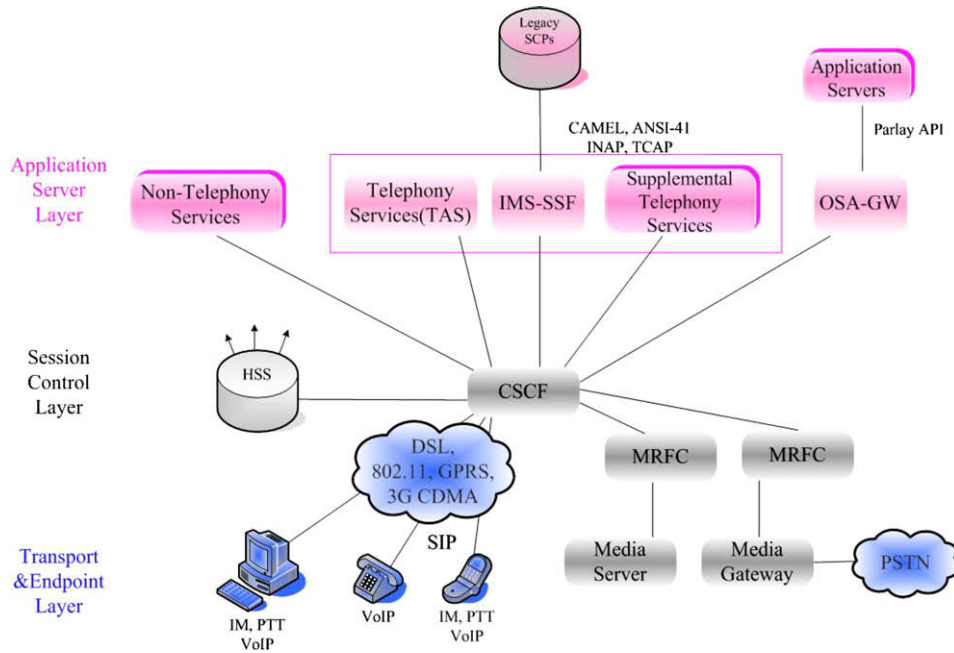 Legacy
SCPs
Application
Servers
CAMEL, ANSI-41
INAP, TCAP
Parlay API
Application
Server
Layer
Non-Telephony
Services
Telephony
Services(TAS)
IMS-SSF
Supplemental
Telephony
Services
OSA-GW
Session
Control
Layer
HSS
CSCF
DSL,
802.11, GPRS,
3G CDMA
MRFC
MRFC
SIP
Transport
&Endpoint
Layer
Media
Server
Media
Gateway
PSTN
IM, PTT
VoIP
VoIP
IM, PTT
VoIP